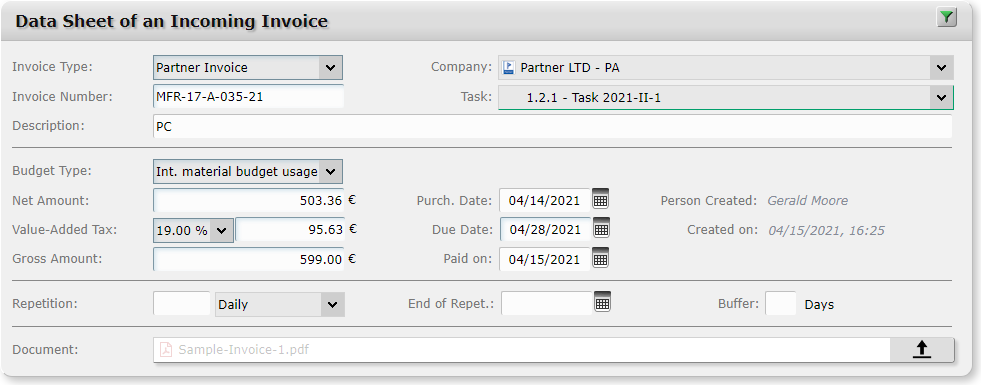 Data Sheet of an Incoming Invoice
Invoice Type: Partner Invoice Company: Partner LTD - PA
Invoice Number: MFR-17-A-035-21 Task: 1.2.1 - Task 2021-II-1
Description: PC
Budget Type: Int. material budget usage
Net Amount: 503.36 € Purch. Date: 04/14/2021 Person Created: Gerald Moore
Value-Added Tax: 19.00 % 95.63 € Due Date: 04/28/2021 Created on: 04/15/2021, 16:25
Gross Amount: 599.00 € Paid on: 04/15/2021
Repetition: Daily End of Repet.: Buffer: Days
Document: Sample-Invoice-1.pdf